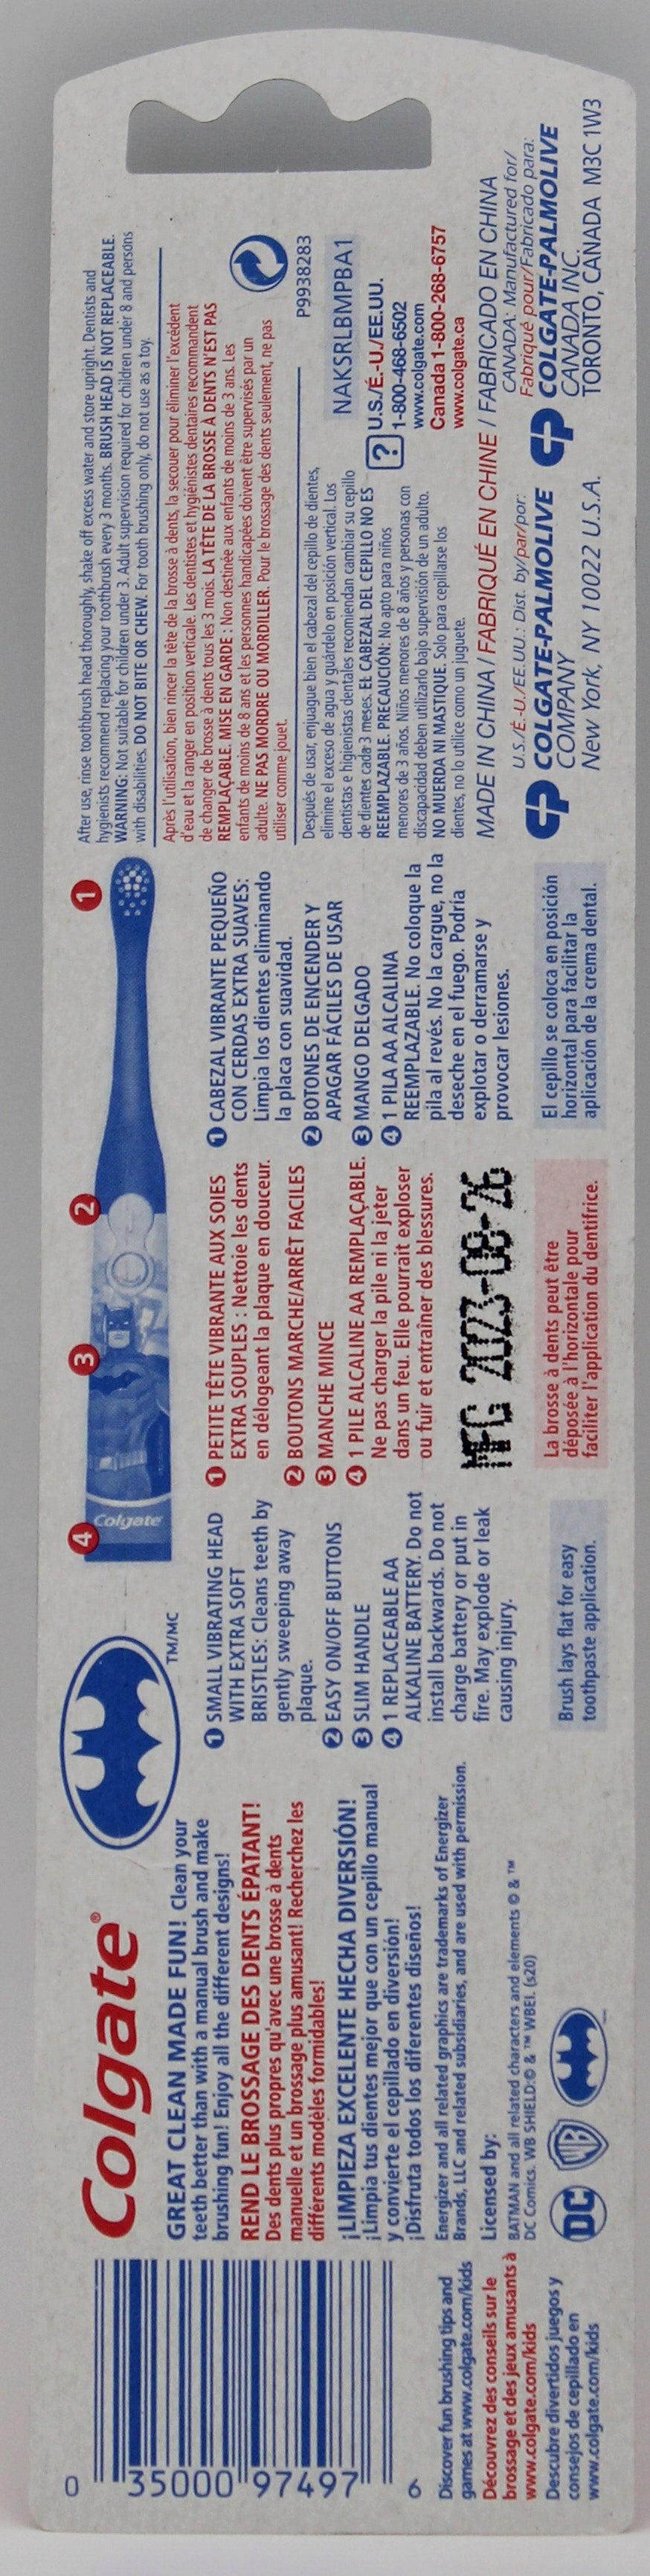 0
35000 97497
6
Discover fun brushing tips and
games at www.colgate.com/kids
Découvrez des conseils sur le
brossage et des jeux amusants à
www.colgate.com/kids
Descubre divertidos juegos y
consejos de cepillado en
www.colgate.com/kids
Colgate®
GREAT CLEAN MADE FUN! Clean your
teeth better than with a manual brush and make
brushing fun! Enjoy all the different designs!
REND LE BROSSAGE DES DENTS ÉPATANT!
Des dents plus propres qu'avec une brosse à dents
manuelle et un brossage plus amusant! Recherchez les
différents modèles formidables!
¡LIMPIEZA EXCELENTE HECHA DIVERSIÓN!
¡Limpia tus dientes mejor que con un cepillo manual
y convierte el cepillado en diversión!
¡Disfruta todos los diferentes diseños!
Energizer and all related graphics are trademarks of Energizer
Brands, LLC and related subsidiaries, and are used with permission.
Licensed by:
BATMAN and all related characters and elements © & ™
DC Comics. WB SHIELD: © & ™ WBEI. (s20)
DC
WB
TM/MC
4
3
2
1
Colgate
1 SMALL VIBRATING HEAD
WITH EXTRA SOFT
BRISTLES: Cleans teeth by
gently sweeping away
plaque.
2 EASY ON/OFF BUTTONS
3 SLIM HANDLE
4 1 REPLACEABLE AA
ALKALINE BATTERY. Do not
install backwards. Do not
charge battery or put in
fire. May explode or leak
causing injury.
Brush lays flat for easy
toothpaste application.
1 PETITE TÊTE VIBRANTE AUX SOIES
EXTRA SOUPLES : Nettoie les dents
en délogeant la plaque en douceur.
2 BOUTONS MARCHE/ARRÊT FACILES
3 MANCHE MINCE
4 1 PILE ALCALINE AA REMPLAÇABLE.
Ne pas charger la pile ni la jeter
dans un feu. Elle pourrait exploser
ou fuir et entraîner des blessures.
MFG 2023-08-26
La brosse à dents peut être
déposée à l'horizontale pour
faciliter l'application du dentifrice.
1 CABEZAL VIBRANTE PEQUEÑO
CON CERDAS EXTRA SUAVES:
Limpia los dientes eliminando
la placa con suavidad.
2 BOTONES DE ENCENDER Y
APAGAR FÁCILES DE USAR
3 MANGO DELGADO
4 1 PILA AA ALCALINA
REEMPLAZABLE. No coloque la
pila al revés. No la cargue, no la
deseche en el fuego. Podría
explotar o derramarse y
provocar lesiones.
El cepillo se coloca en posición
horizontal para facilitar la
aplicación de la crema dental.
After use, rinse toothbrush head thoroughly, shake off excess water and store upright. Dentists and
hygienists recommend replacing your toothbrush every 3 months. BRUSH HEAD IS NOT REPLACEABLE.
WARNING: Not suitable for children under 3. Adult supervision required for children under 8 and persons
with disabilities. DO NOT BITE OR CHEW. For tooth brushing only, do not use as a toy.
Après l'utilisation, bien rincer la tête de la brosse à dents, la secouer pour éliminer l'excédent
d'eau et la ranger en position verticale. Les dentistes et hygiénistes dentaires recommandent
de changer de brosse à dents tous les 3 mois. LA TÊTE DE LA BROSSE À DENTS N'EST PAS
REMPLAÇABLE. MISE EN GARDE : Non destinée aux enfants de moins de 3 ans. Les
enfants de moins de 8 ans et les personnes handicapées doivent être supervisés par un
adulte. NE PAS MORDRE OU MORDILLER. Pour le brossage des dents seulement, ne pas
utiliser comme jouet.
Después de usar, enjuague bien el cabezal del cepillo de dientes,
elimine el exceso de agua y guárdelo en posición vertical. Los
dentistas e higienistas dentales recomiendan cambiar su cepillo
de dientes cada 3 meses. EL CABEZAL DEL CEPILLO NO ES
REEMPLAZABLE. PRECAUCIÓN: No apto para niños
menores de 3 años. Niños menores de 8 años y personas con
discapacidad deben utilizarlo bajo supervisión de un adulto.
NO MUERDA NI MASTIQUE. Solo para cepillarse los
dientes, no lo utilice como un juguete.
P9938283
NAKSRLBMPBA1
? U.S./É.-U./EE.UU.
1-800-468-6502
www.colgate.com
Canada 1-800-268-6757
www.colgate.ca
MADE IN CHINA / FABRIQUÉ EN CHINE / FABRICADO EN CHINA
U.S./É.-U./EE.UU.: Dist. by/par/por:
COLGATE-PALMOLIVE
COMPANY
New York, NY 10022 U.S.A.
CANADA: Manufactured for/
Fabriqué pour/Fabricado para:
COLGATE-PALMOLIVE
CANADA INC.
TORONTO, CANADA M3C 1W3